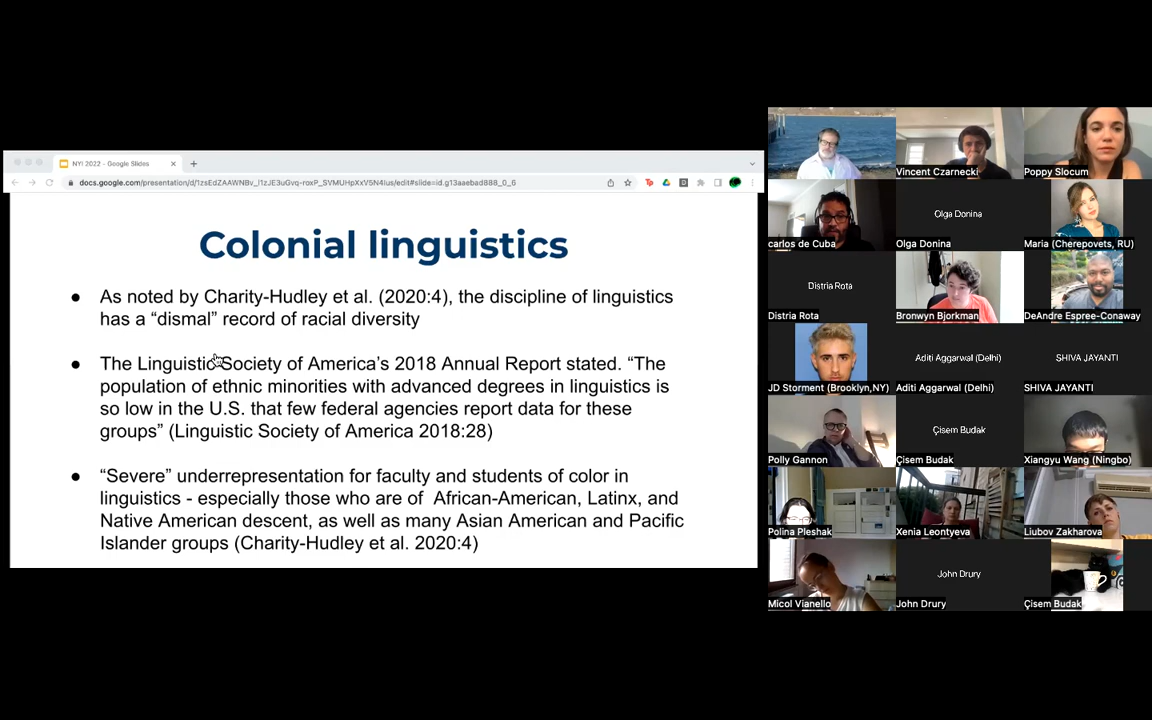 NYI 2022 - Google Slides
docs.google.com/presentation/d/1zsEdZAAWNBv_l1zJE3uGvq-roxP_SVMUHpXxV5N4Ius/edit#slide=id.g13aaebad888_0_6
Colonial linguistics
● As noted by Charity-Hudley et al. (2020:4), the discipline of linguistics
has a “dismal” record of racial diversity
● The Linguistic Society of America’s 2018 Annual Report stated. “The
population of ethnic minorities with advanced degrees in linguistics is
so low in the U.S. that few federal agencies report data for these
groups” (Linguistic Society of America 2018:28)
● “Severe” underrepresentation for faculty and students of color in
linguistics - especially those who are of African-American, Latinx, and
Native American descent, as well as many Asian American and Pacific
Islander groups (Charity-Hudley et al. 2020:4)
Vincent Czarnecki
Poppy Slocum
carlos de Cuba
Olga Donina
Olga Donina
Maria (Cherepovets, RU)
Distria Rota
Distria Rota
Bronwyn Bjorkman
DeAndre Espree-Conaway
JD Storment (Brooklyn,NY)
Aditi Aggarwal (Delhi)
Aditi Aggarwal (Delhi)
SHIVA JAYANTI
SHIVA JAYANTI
Polly Gannon
Çisem Budak
Çisem Budak
Xiangyu Wang (Ningbo)
Polina Pleshak
Xenia Leontyeva
Liubov Zakharova
Micol Vianello
John Drury
John Drury
Çisem Budak